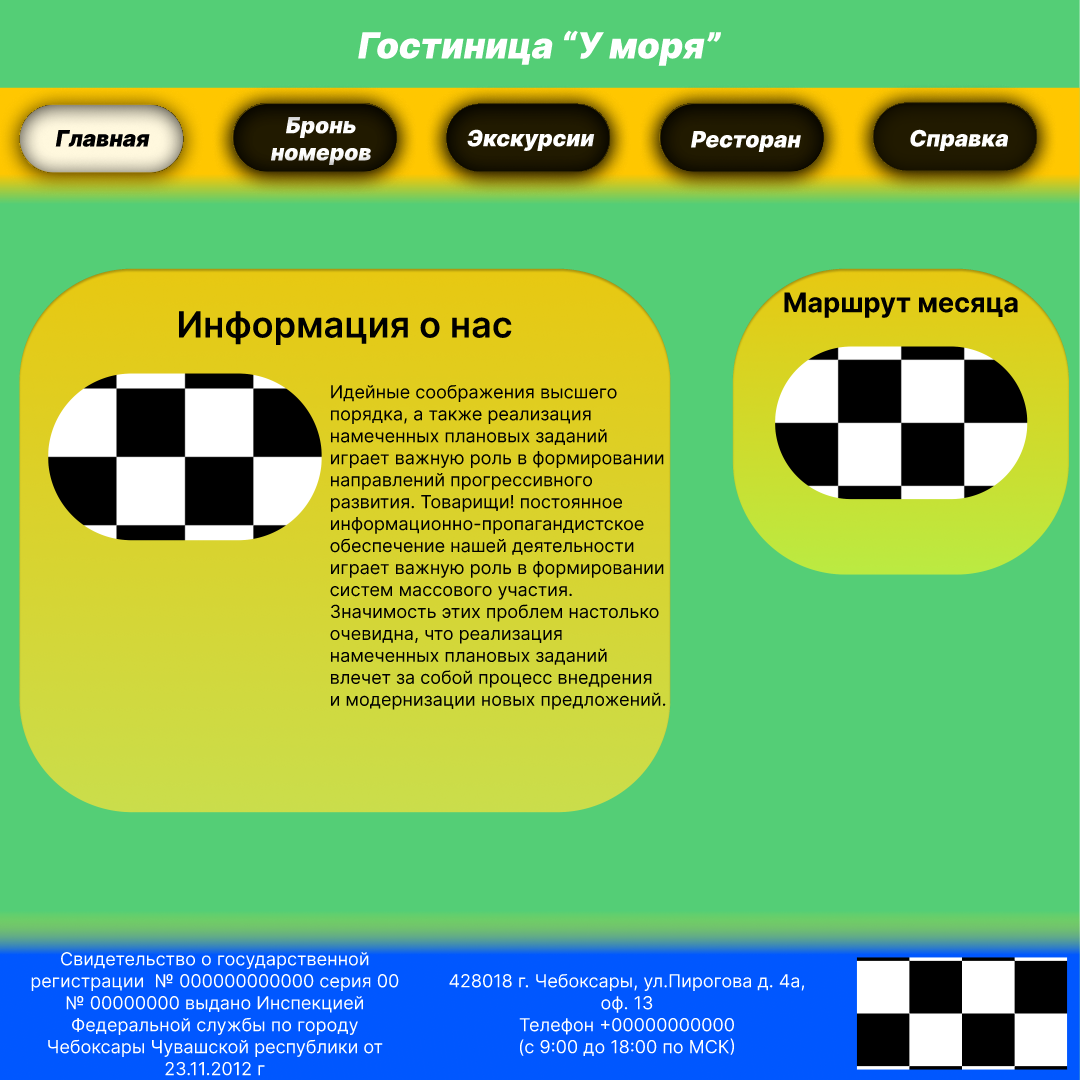 Гостиница “У моря”
Главная
Бронь
номеров
Экскурсии
Ресторан
Справка
Информация о нас
Идейные соображения высшего
порядка, а также реализация
намеченных плановых заданий
играет важную роль в формировании
направлений прогрессивного
развития. Товарищи! постоянное
информационно-пропагандистское
обеспечение нашей деятельности
играет важную роль в формировании
систем массового участия.
Значимость этих проблем настолько
очевидна, что реализация
намеченных плановых заданий
влечет за собой процесс внедрения
и модернизации новых предложений.
Маршрут месяца
Свидетельство о государственной
регистрации № 000000000000 серия 00
№ 00000000 выдано Инспекцией
Федеральной службы по городу
Чебоксары Чувашской республики от
23.11.2012 г
428018 г. Чебоксары, ул.Пирогова д. 4а,
оф. 13
Телефон +00000000000
(с 9:00 до 18:00 по МСК)